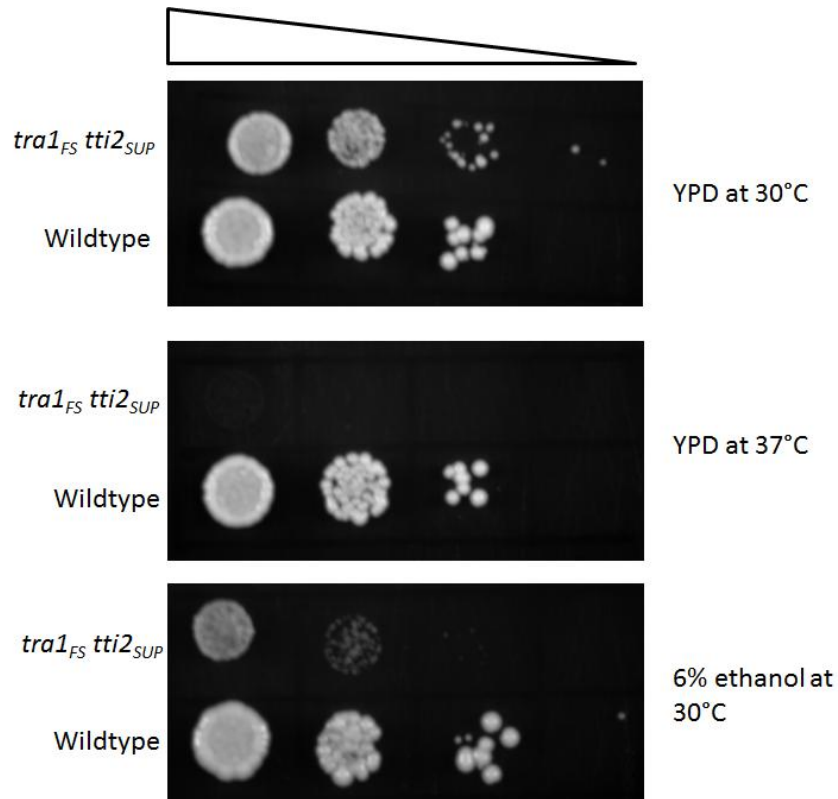 tra1FS tti2SUP
Wildtype
YPD at 30°C
tra1FS tti2SUP
Wildtype
YPD at 37°C
tra1FS tti2SUP
Wildtype
6% ethanol at
30°C